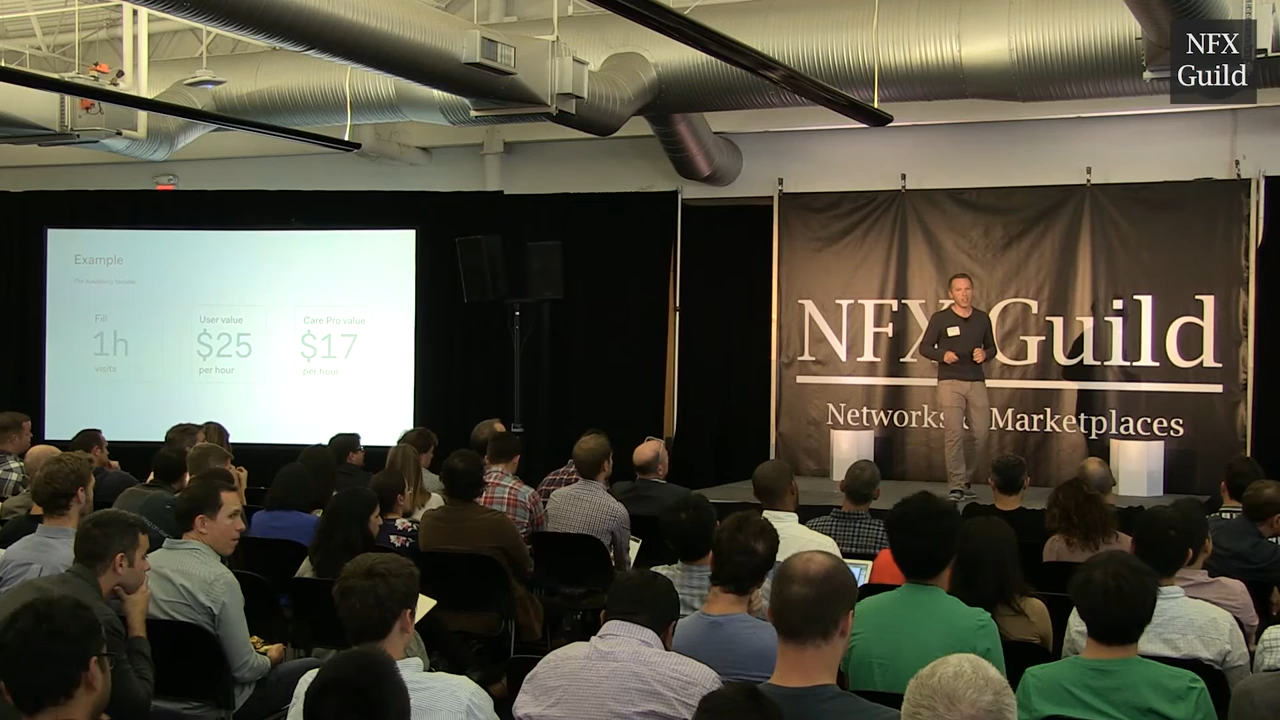 NFX
Guild
Example
Fill
1h
visits
User value
$25
per hour
Care Pro value
$17
per hour
NFX Guild
Networks & Marketplaces